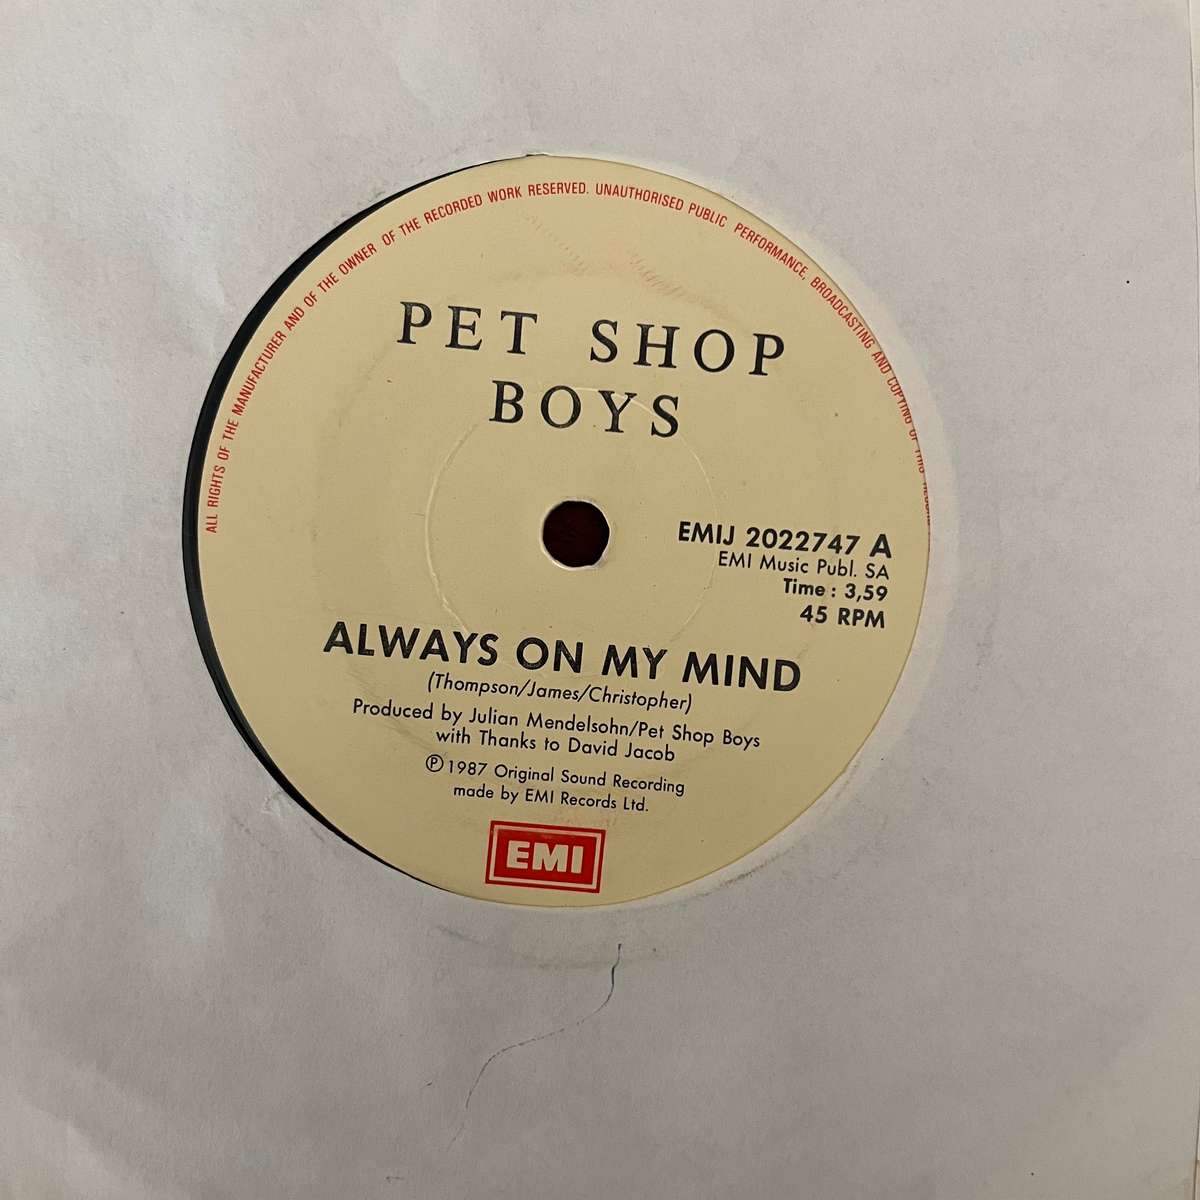 ALL RIGHTS OF THE MANUFACTURER AND OF THE OWNER OF THE RECORDED WORK RESERVED. UNAUTHORISED PUBLIC PERFORMANCE, BROADCASTING AND COPYING OF THIS
PET SHOP
BOYS
EMIJ 2022747 A
EMI Music Publ. SA
Time : 3,59
45 RPM
ALWAYS ON MY MIND
(Thompson/James/Christopher)
Produced by Julian Mendelsohn/Pet Shop Boys
with Thanks to David Jacob
Ⓟ 1987 Original Sound Recording
made by EMI Records Ltd.
EMI